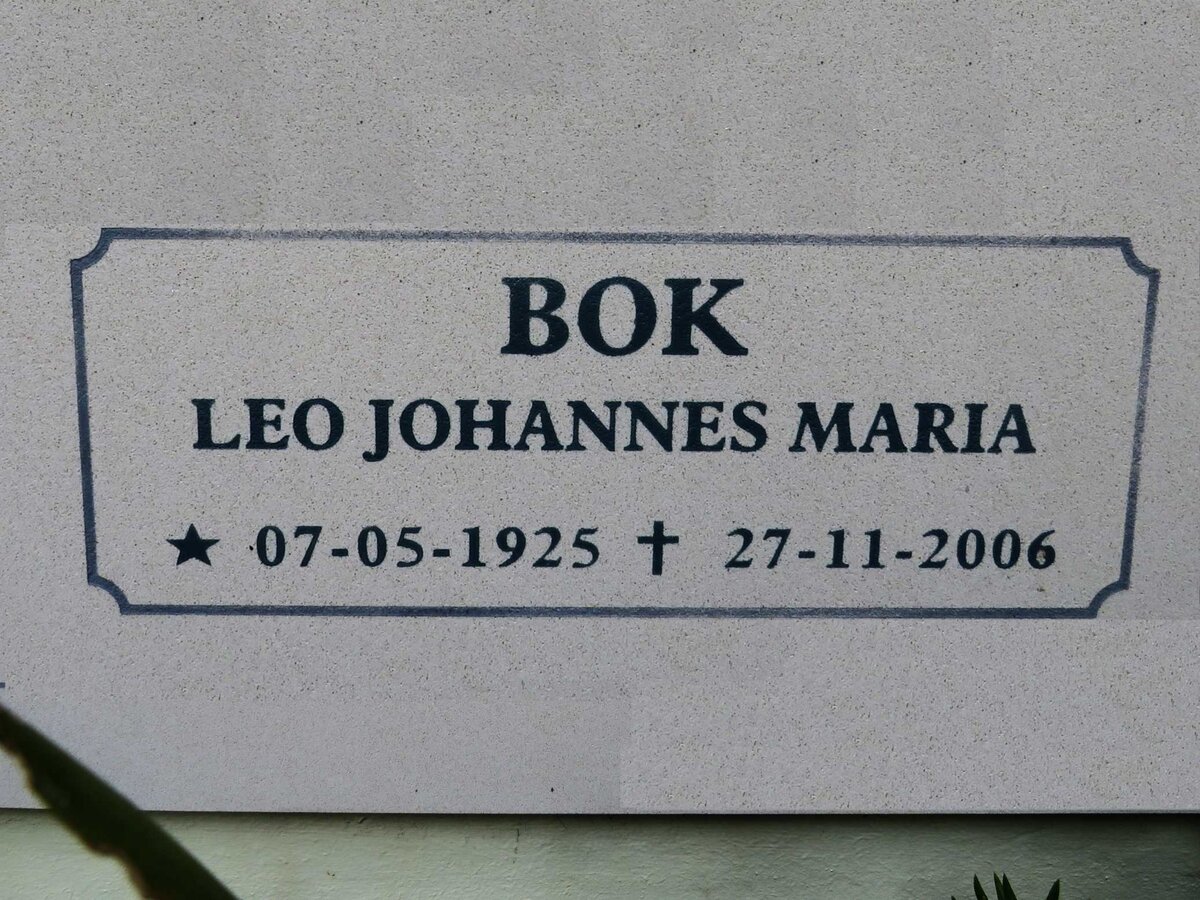 BOK
LEO JOHANNES MARIA
★ 07-05-1925 ✝ 27-11-2006